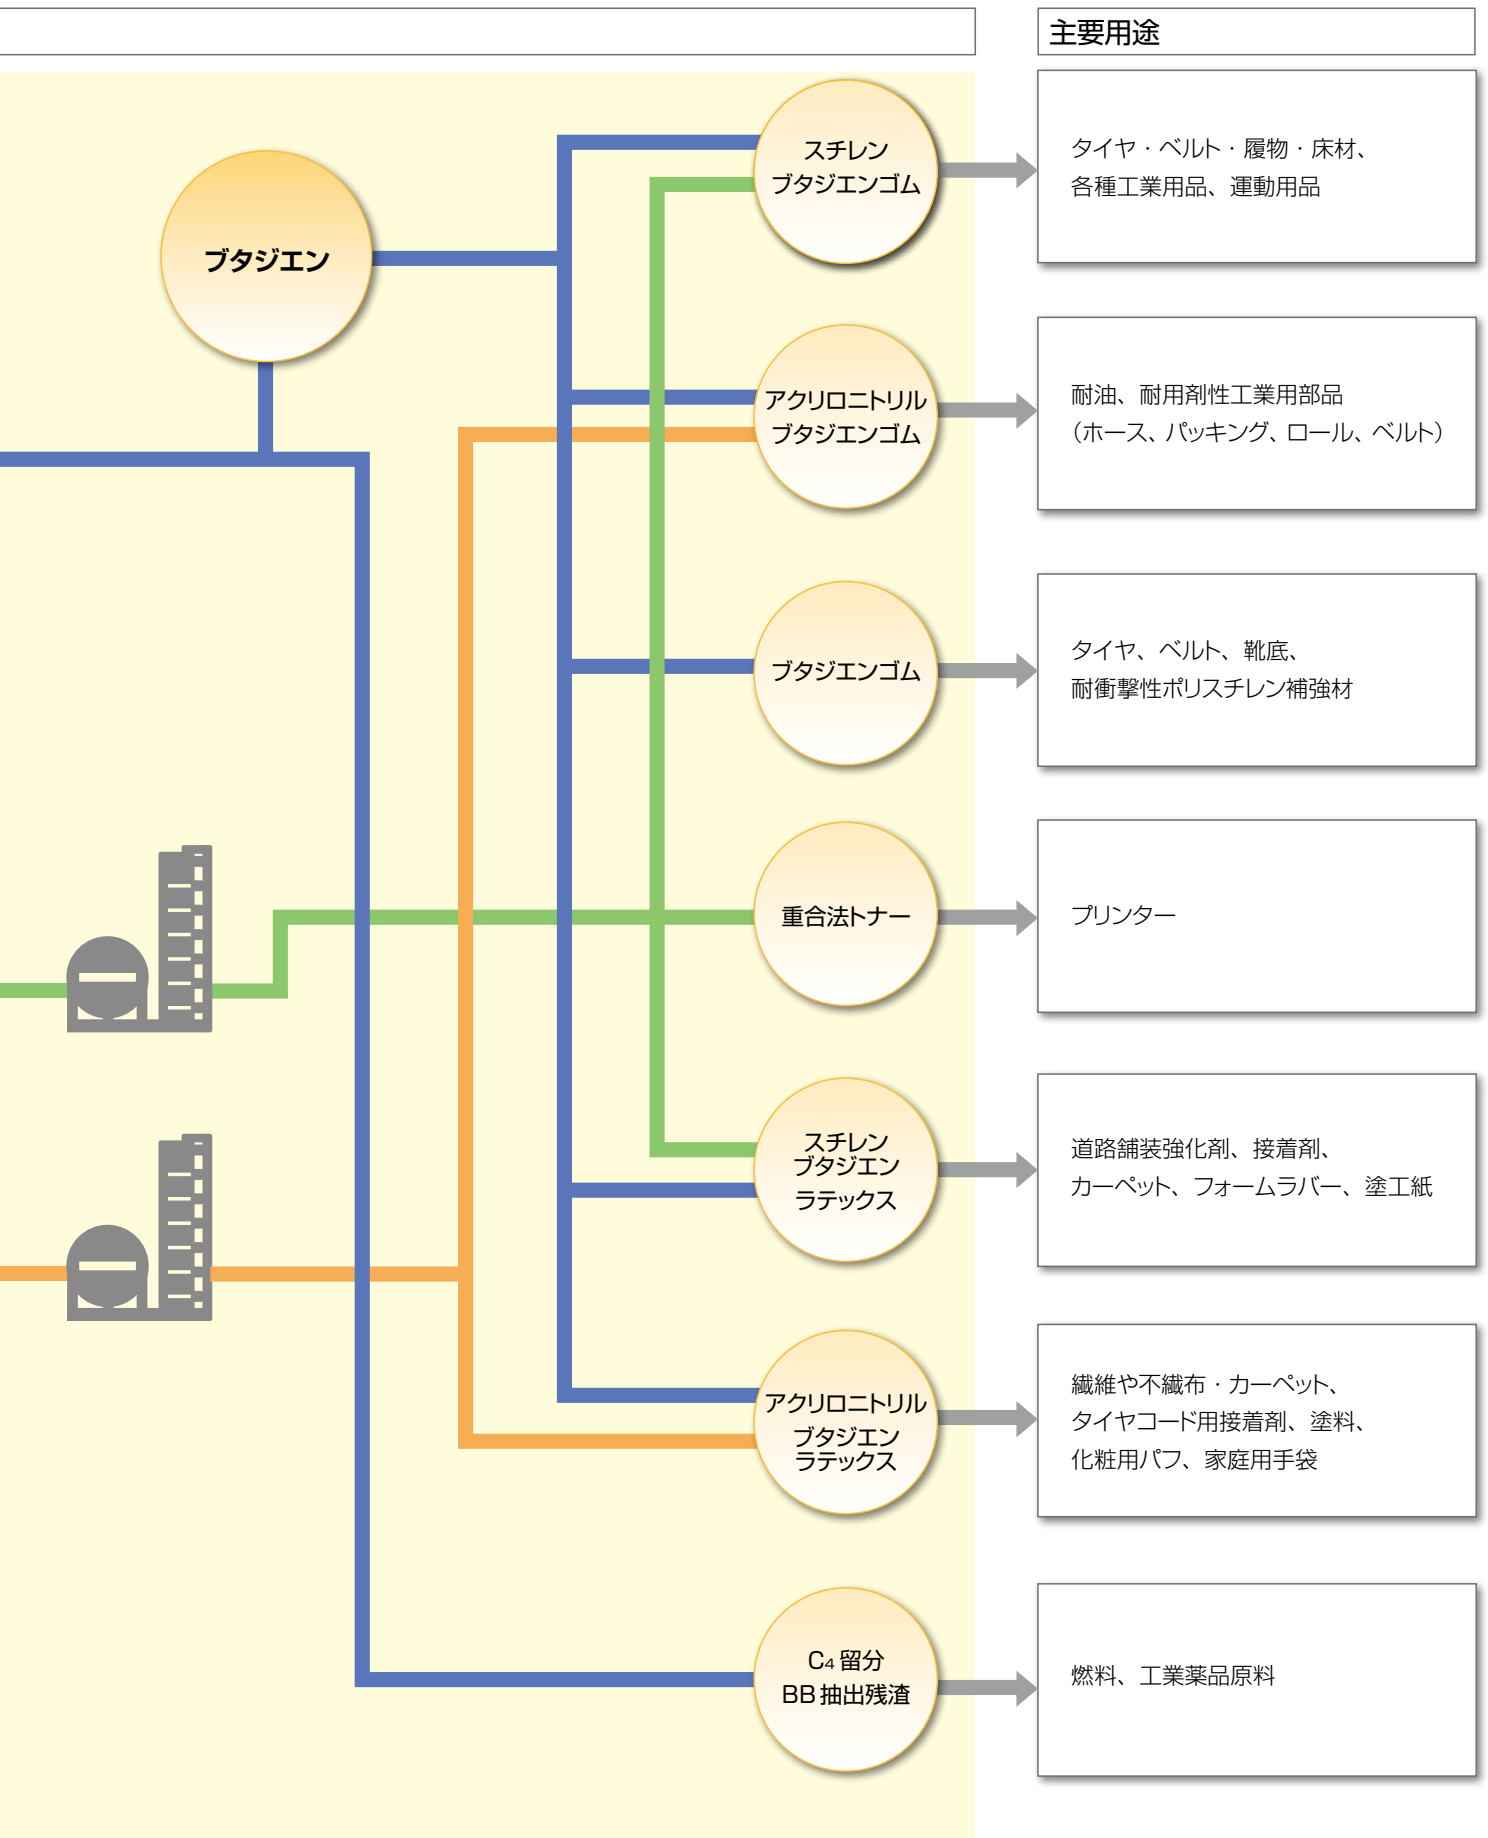 主要用途
ブタジエン
スチレン
ブタジエンゴム
タイヤ・ベルト・履物・床材、
各種工業用品、運動用品
アクリロニトリル
ブタジエンゴム
耐油、耐用剤性工業用部品
（ホース、パッキング、ロール、ベルト）
ブタジエンゴム
タイヤ、ベルト、靴底、
耐衝撃性ポリスチレン補強材
重合法トナー
プリンター
スチレン
ブタジエン
ラテックス
道路舗装強化剤、接着剤、
カーペット、フォームラバー、塗工紙
アクリロニトリル
ブタジエン
ラテックス
繊維や不織布・カーペット、
タイヤコード用接着剤、塗料、
化粧用パフ、家庭用手袋
C₄留分
BB抽出残渣
燃料、工業薬品原料